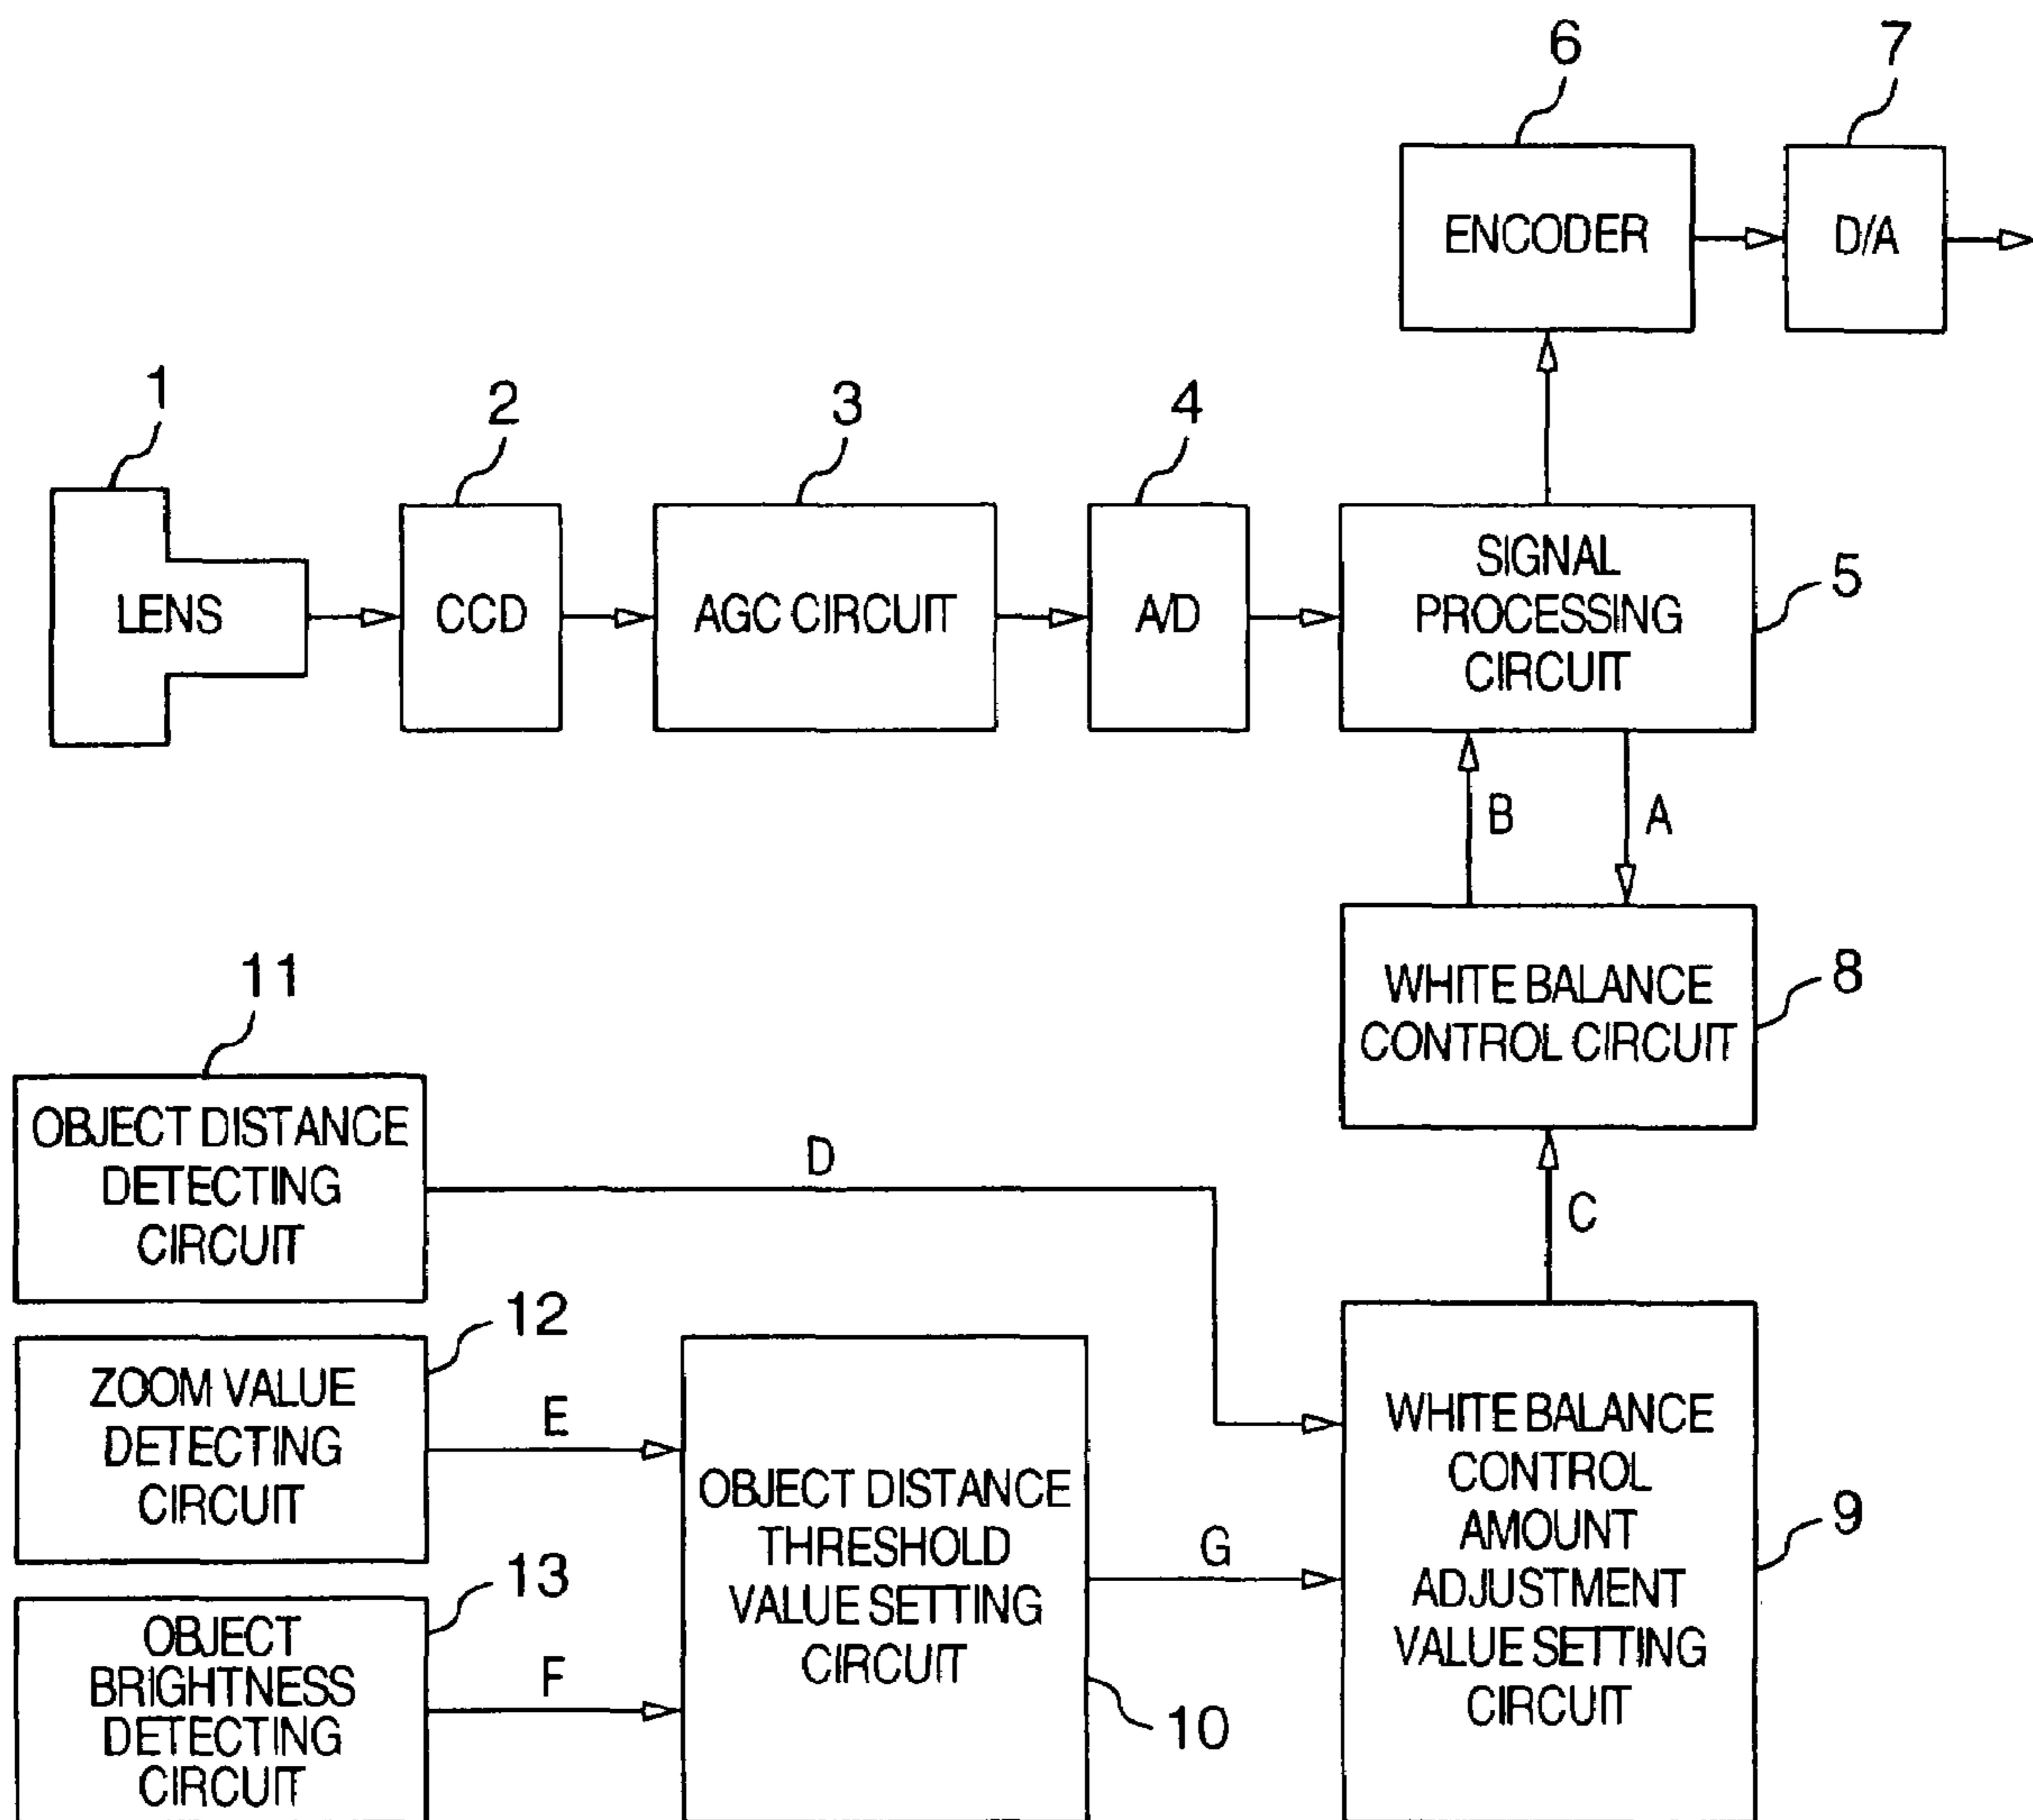 6
7
ENCODER
D/A
1
2
3
4
LENS
CCD
AGC CIRCUIT
A/D
SIGNAL
PROCESSING
CIRCUIT
5
B
A
WHITE BALANCE
CONTROL CIRCUIT
8
11
OBJECT DISTANCE
DETECTING
CIRCUIT
D
C
12
ZOOM VALUE
DETECTING
CIRCUIT
E
13
OBJECT
BRIGHTNESS
DETECTING
CIRCUIT
F
OBJECT DISTANCE
THRESHOLD
VALUE SETTING
CIRCUIT
10
G
WHITE BALANCE
CONTROL
AMOUNT
ADJUSTMENT
VALUE SETTING
CIRCUIT
9